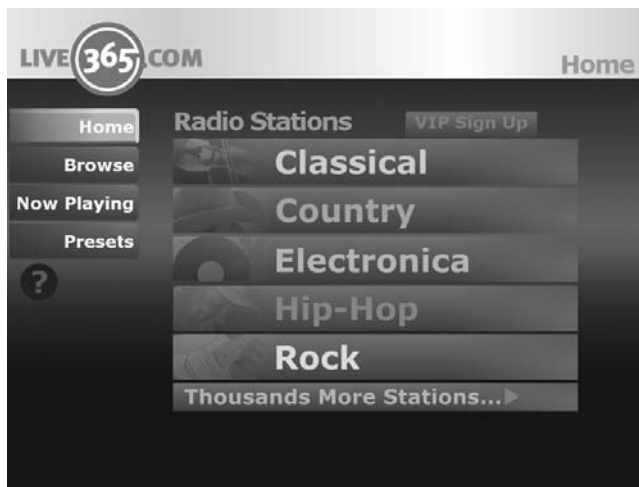 LIVE365.COM
Home
Home
Browse
Now Playing
Presets
?
Radio Stations
VIP Sign Up
Classical
Country
Electronica
Hip-Hop
Rock
Thousands More Stations...